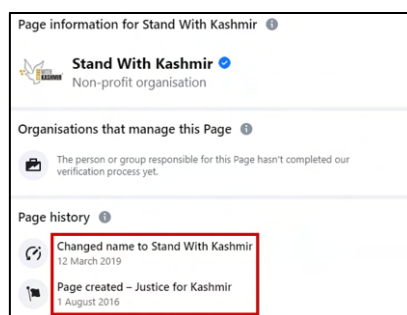 Page information for Stand With Kashmir
Stand With Kashmir
Non-profit organisation
Organisations that manage this Page
The person or group responsible for this Page hasn't completed our
verification process yet.
Page history
Changed name to Stand With Kashmir
12 March 2019
Page created – Justice for Kashmir
1 August 2016